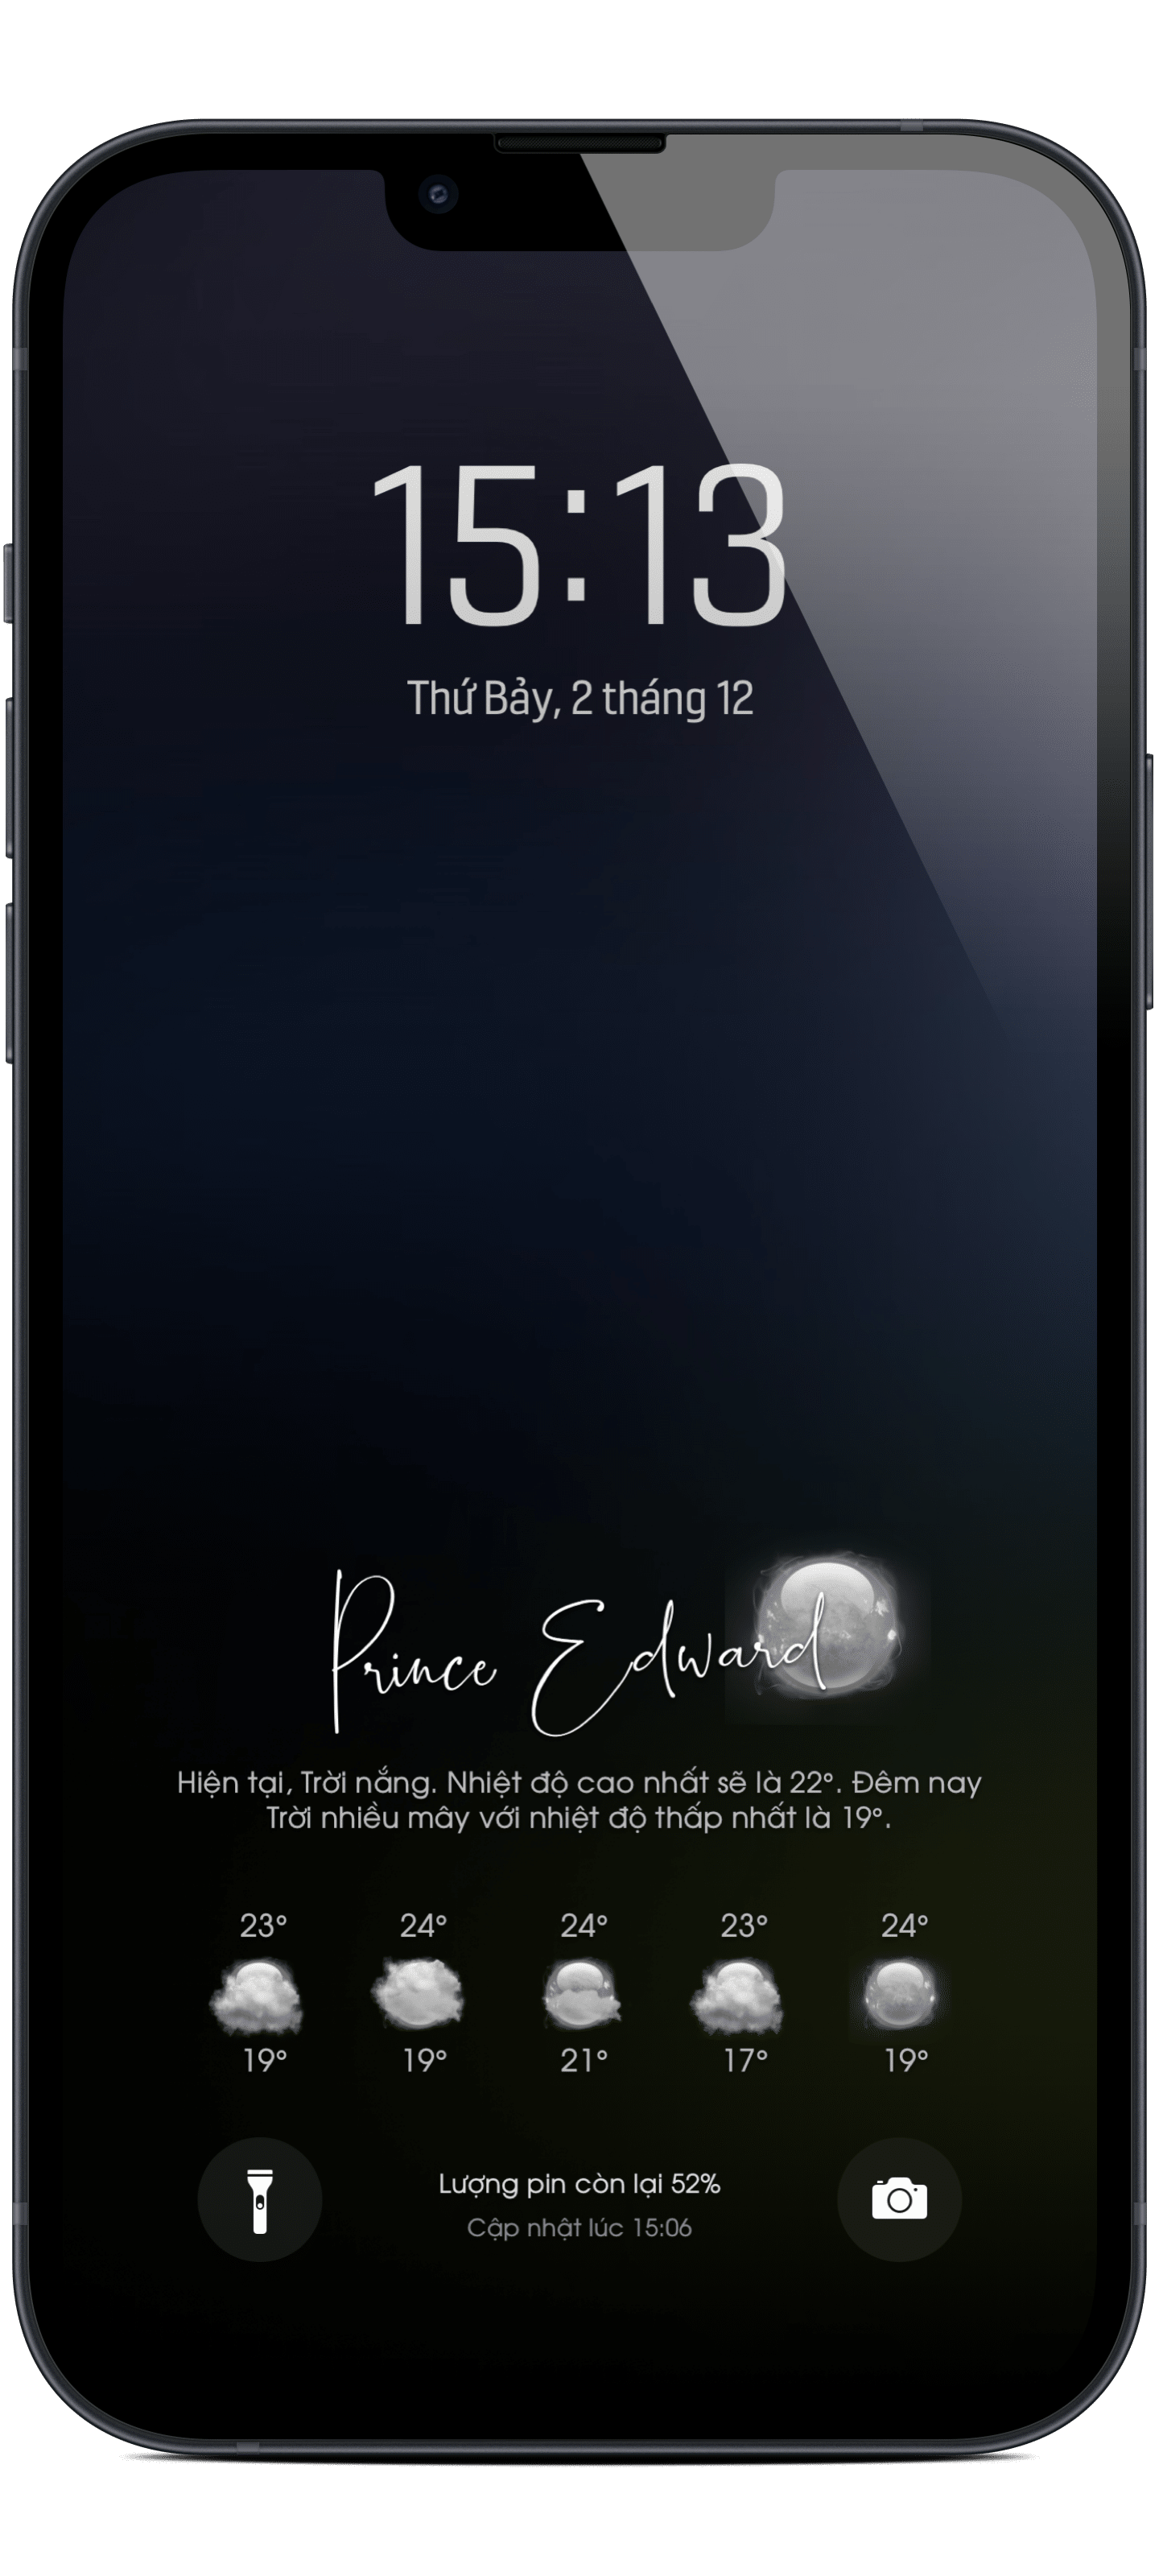 15:13
Thứ Bảy, 2 tháng 12
Prince Edward
Hiện tại, Trời nắng. Nhiệt độ cao nhất sẽ là 22°. Đêm nay
Trời nhiều mây với nhiệt độ thấp nhất là 19°.
23° 24° 24° 23° 24°
19° 19° 21° 17° 19°
Lượng pin còn lại 52%
Cập nhật lúc 15:06